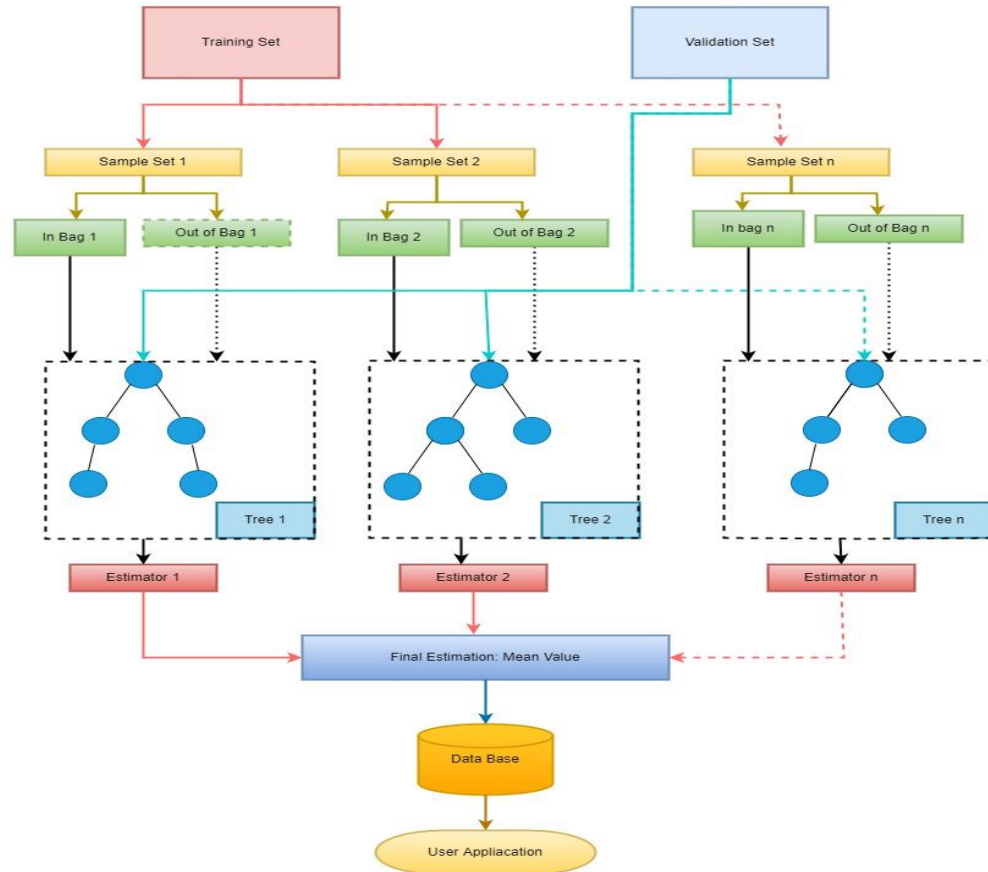 Training Set
Validation Set
Sample Set 1
Sample Set 2
Sample Set n
In Bag 1
Out of Bag 1
In Bag 2
Out of Bag 2
In bag n
Out of Bag n
Tree 1
Tree 2
Tree n
Estimator 1
Estimator 2
Estimator n
Final Estimation: Mean Value
Data Base
User Appliacation